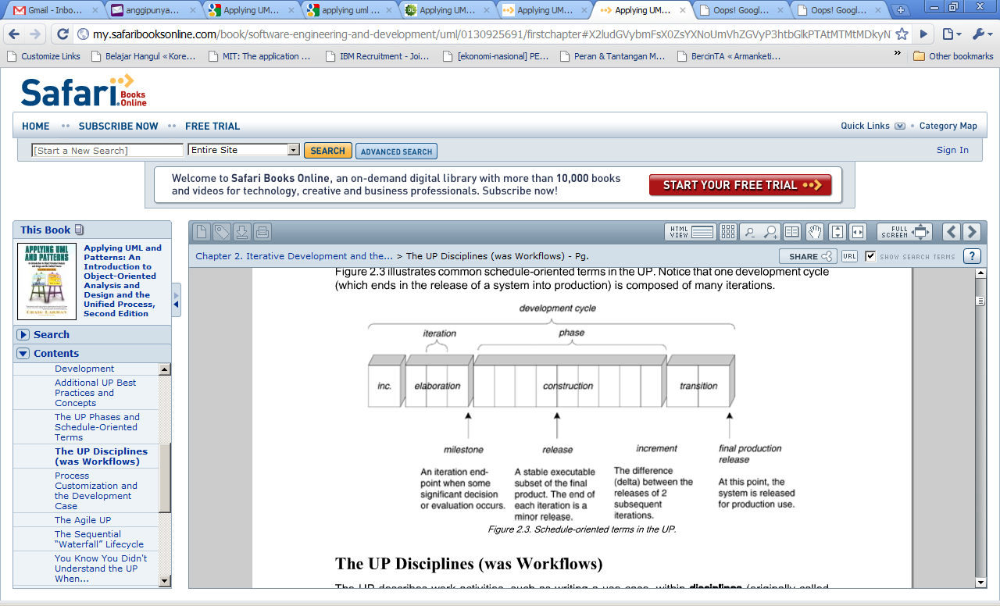 Gmail - Inbo...
anggipunya...
Applying UM...
applying uml ...
Applying UM...
Applying UM...
Applying UM...
Oops! Googl...
Oops! Googl...
my.safaribooksonline.com/book/software-engineering-and-development/uml/0130925691/firstchapter#X2ludGVybmFsX0ZsYXNoUmVhZGVyP3htbGlkPTAtMTMtMDkyN
Customize Links
Belajar Hangul « Kore...
MIT: The application ...
IBM Recruitment - Joi...
[ekonomi-nasional] PE...
Peran & Tantangan M...
BercinTA « Armanketi...
»
Other bookmarks
Safari Books Online
HOME •• SUBSCRIBE NOW •• FREE TRIAL
Quick Links • Category Map
[Start a New Search]
Entire Site
SEARCH
ADVANCED SEARCH
Sign In
Welcome to Safari Books Online, an on-demand digital library with more than 10,000 books
and videos for technology, creative and business professionals. Subscribe now!
START YOUR FREE TRIAL
This Book
APPLYING UML
AND PATTERNS
CRAIG LARMAN
Applying UML and
Patterns: An
Introduction to
Object-Oriented
Analysis and
Design and the
Unified Process,
Second Edition
Search
Contents
Development
Additional UP Best
Practices and
Concepts
The UP Phases and
Schedule-Oriented
Terms
The UP Disciplines
(was Workflows)
Process
Customization and
the Development
Case
The Agile UP
The Sequential
“Waterfall” Lifecycle
You Know You Didn't
Understand the UP
When...
HTML
VIEW
FULL
SCREEN
Chapter 2. Iterative Development and the... > The UP Disciplines (was Workflows) - Pg.
SHARE
URL
SHOW SEARCH TERMS
?
Figure 2.3 illustrates common schedule-oriented terms in the UP. Notice that one development cycle
(which ends in the release of a system into production) is composed of many iterations.
development cycle
iteration
phase
inc.
elaboration
construction
transition
milestone
An iteration end-
point when some
significant decision
or evaluation occurs.
release
A stable executable
subset of the final
product. The end of
each iteration is a
minor release.
increment
The difference
(delta) between the
releases of 2
subsequent
iterations.
final production
release
At this point, the
system is released
for production use.
Figure 2.3. Schedule-oriented terms in the UP.
The UP Disciplines (was Workflows)
The UP describes work activities, such as writing a use case, within disciplines (originally called